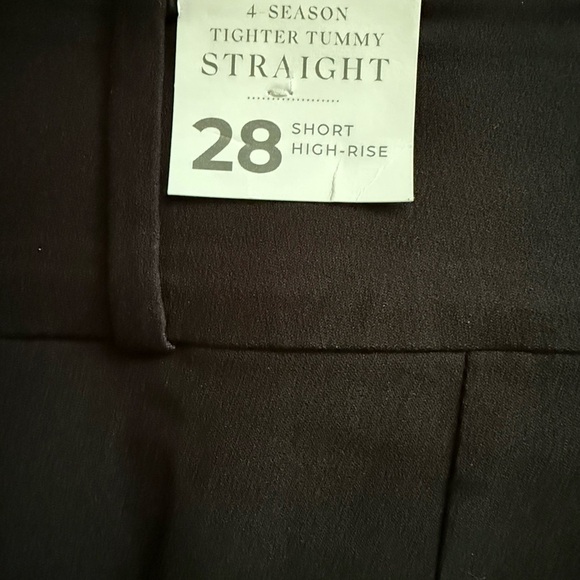 4-SEASON
TIGHTER TUMMY
STRAIGHT
28 SHORT
HIGH-RISE